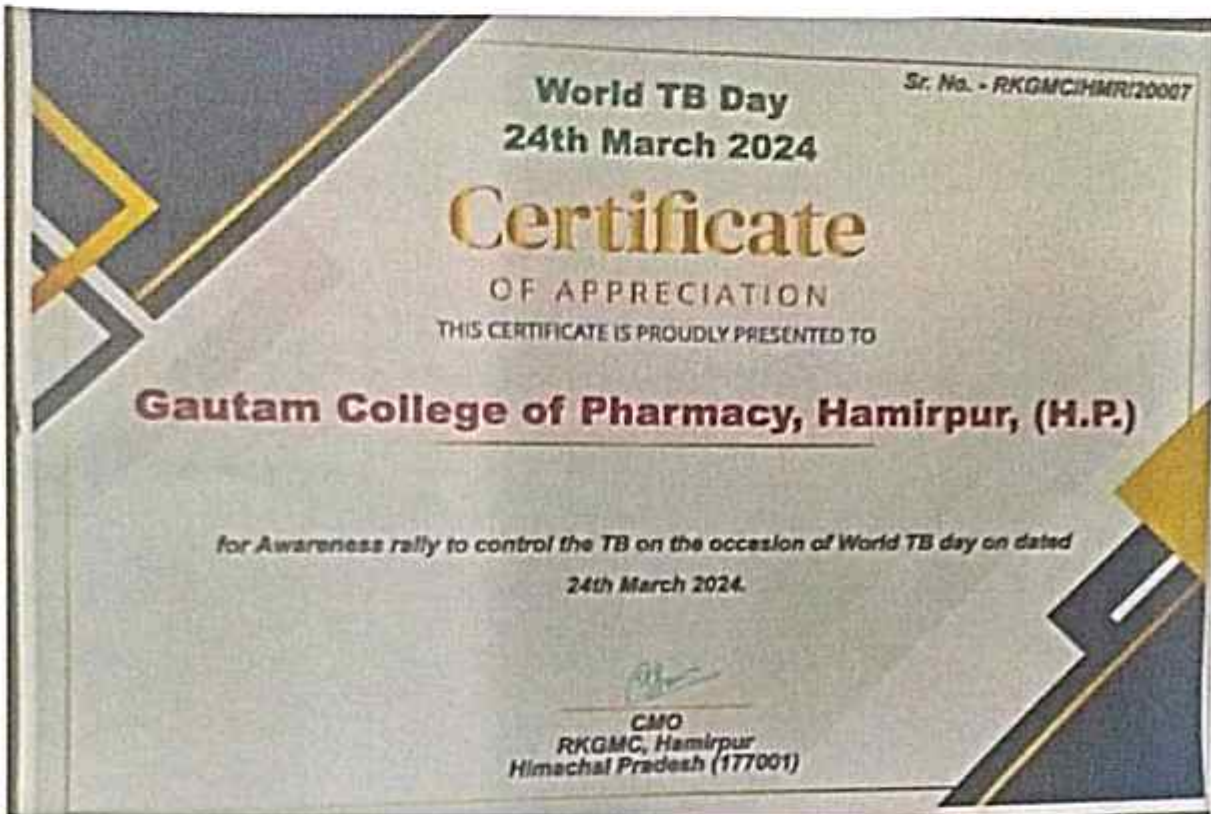 World TB Day
Sr. No. - RKGMC/HMR/20007
24th March 2024
Certificate
OF APPRECIATION
THIS CERTIFICATE IS PROUDLY PRESENTED TO
Gautam College of Pharmacy, Hamirpur, (H.P.)
for Awareness rally to control the TB on the occasion of World TB day on dated
24th March 2024.
CMO
RKGMC, Hamirpur
Himachal Pradesh (177001)